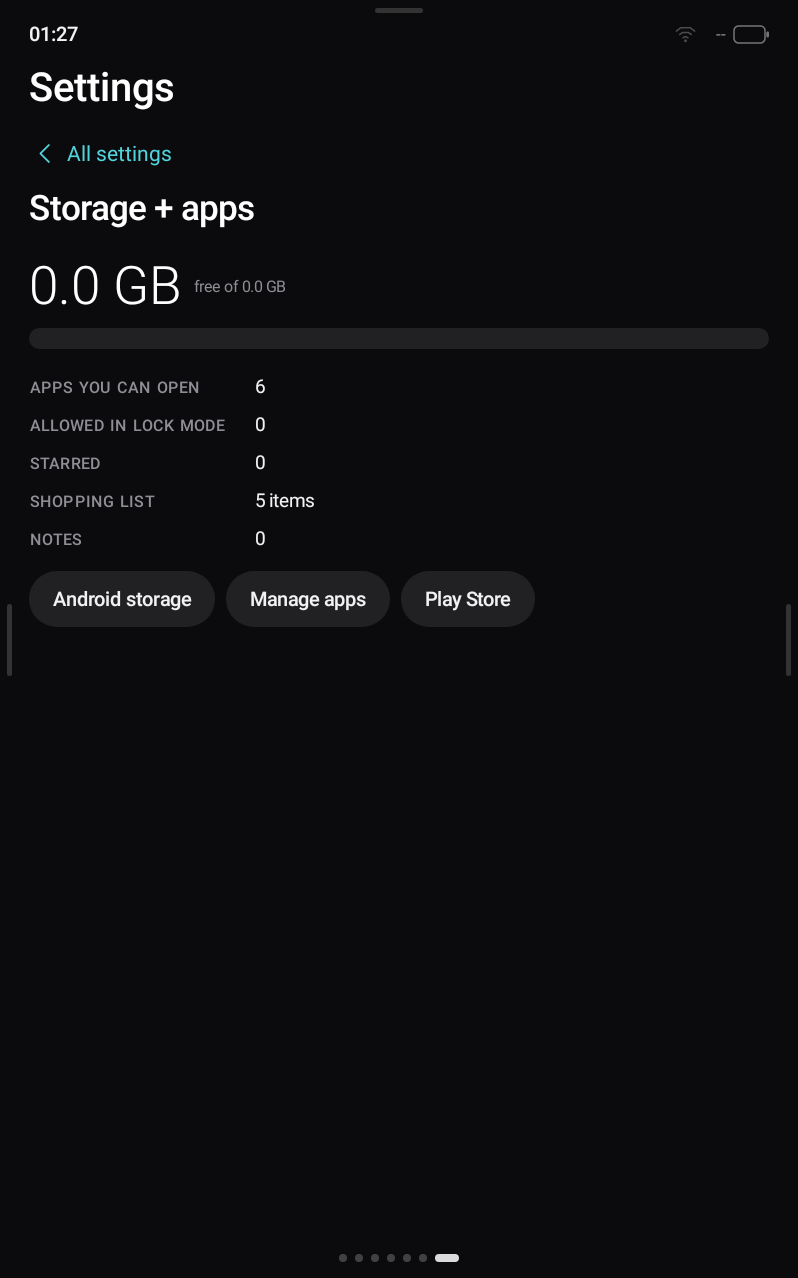 01:27 --
Settings
All settings
Storage + apps
0.0 GB free of 0.0 GB
APPS YOU CAN OPEN 6
ALLOWED IN LOCK MODE 0
STARRED 0
SHOPPING LIST 5 items
NOTES 0
Android storage Manage apps Play Store